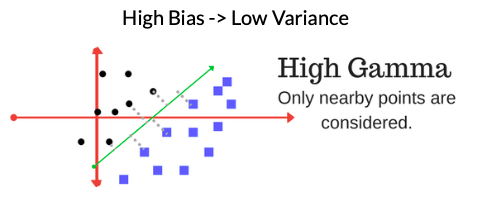 High Bias -> Low Variance
High Gamma
Only nearby points are
considered.